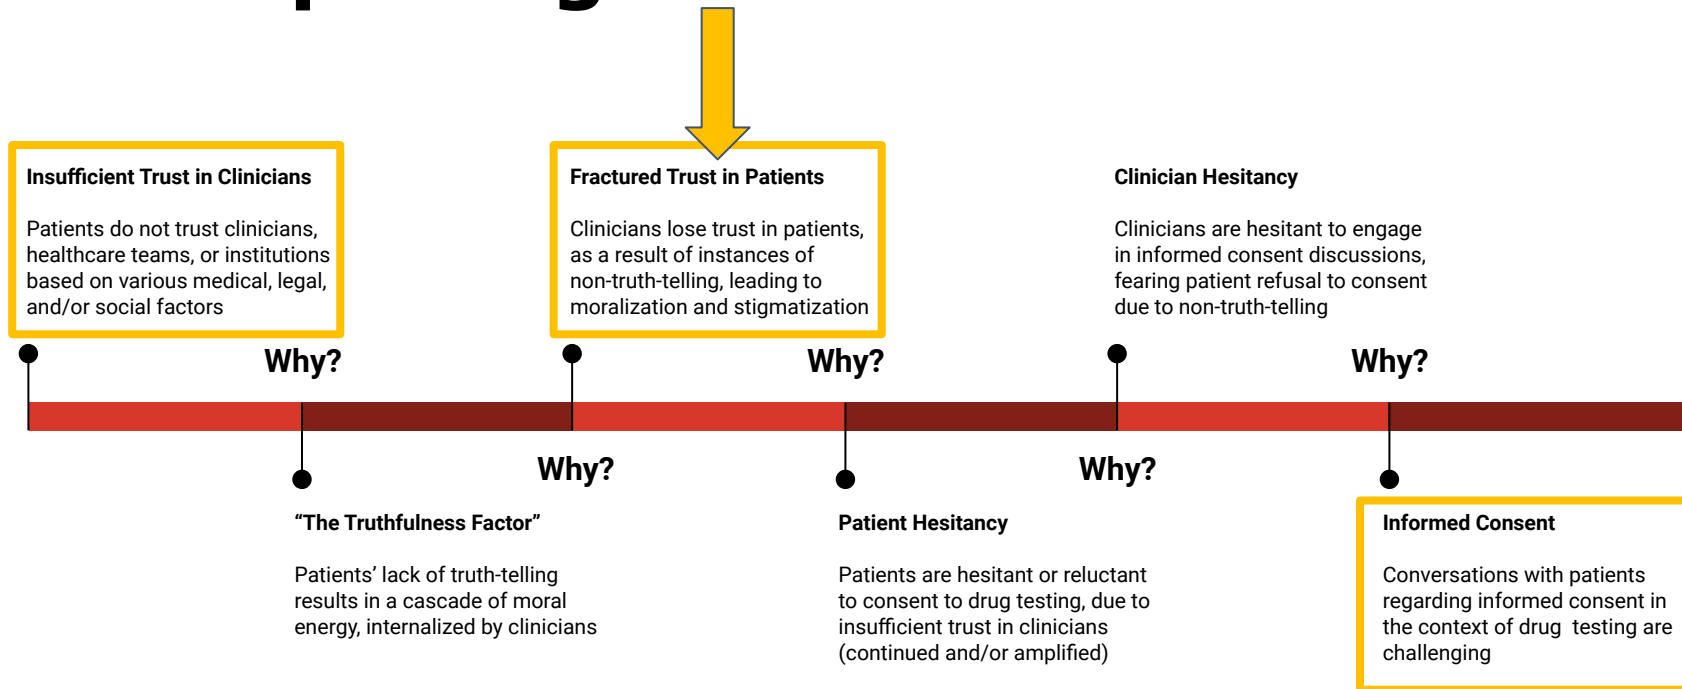 Insufficient Trust in Clinicians
Patients do not trust clinicians,
healthcare teams, or institutions
based on various medical, legal,
and/or social factors
Fractured Trust in Patients
Clinicians lose trust in patients,
as a result of instances of
non-truth-telling, leading to
moralization and stigmatization
Clinician Hesitancy
Clinicians are hesitant to engage
in informed consent discussions,
fearing patient refusal to consent
due to non-truth-telling
Why?
Why?
Why?
Why?
Why?
“The Truthfulness Factor”
Patients’ lack of truth-telling
results in a cascade of moral
energy, internalized by clinicians
Patient Hesitancy
Patients are hesitant or reluctant
to consent to drug testing, due to
insufficient trust in clinicians
(continued and/or amplified)
Informed Consent
Conversations with patients
regarding informed consent in
the context of drug  testing are
challenging